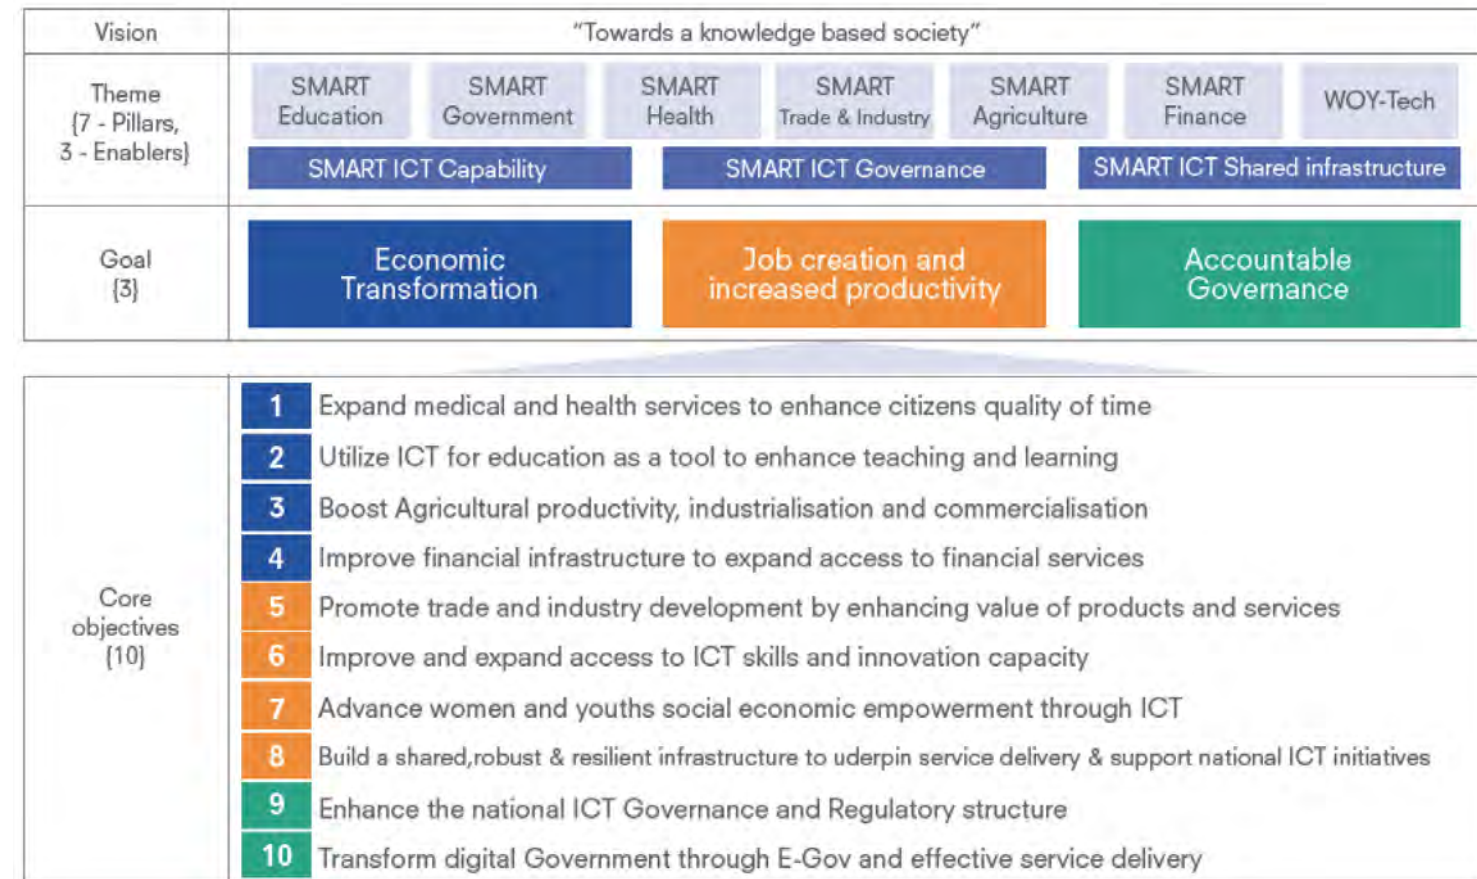 Vision
"Towards a knowledge based society"
Theme
{7 - Pillars,
3 - Enablers}
SMART
Education
SMART
Government
SMART
Health
SMART
Trade & Industry
SMART
Agriculture
SMART
Finance
WOY-Tech
SMART ICT Capability
SMART ICT Governance
SMART ICT Shared infrastructure
Goal
{3}
Economic
Transformation
Job creation and
increased productivity
Accountable
Governance
Core
objectives
{10}
1 Expand medical and health services to enhance citizens quality of time
2 Utilize ICT for education as a tool to enhance teaching and learning
3 Boost Agricultural productivity, industrialisation and commercialisation
4 Improve financial infrastructure to expand access to financial services
5 Promote trade and industry development by enhancing value of products and services
6 Improve and expand access to ICT skills and innovation capacity
7 Advance women and youths social economic empowerment through ICT
8 Build a shared,robust & resilient infrastructure to uderpin service delivery & support national ICT initiatives
9 Enhance the national ICT Governance and Regulatory structure
10 Transform digital Government through E-Gov and effective service delivery